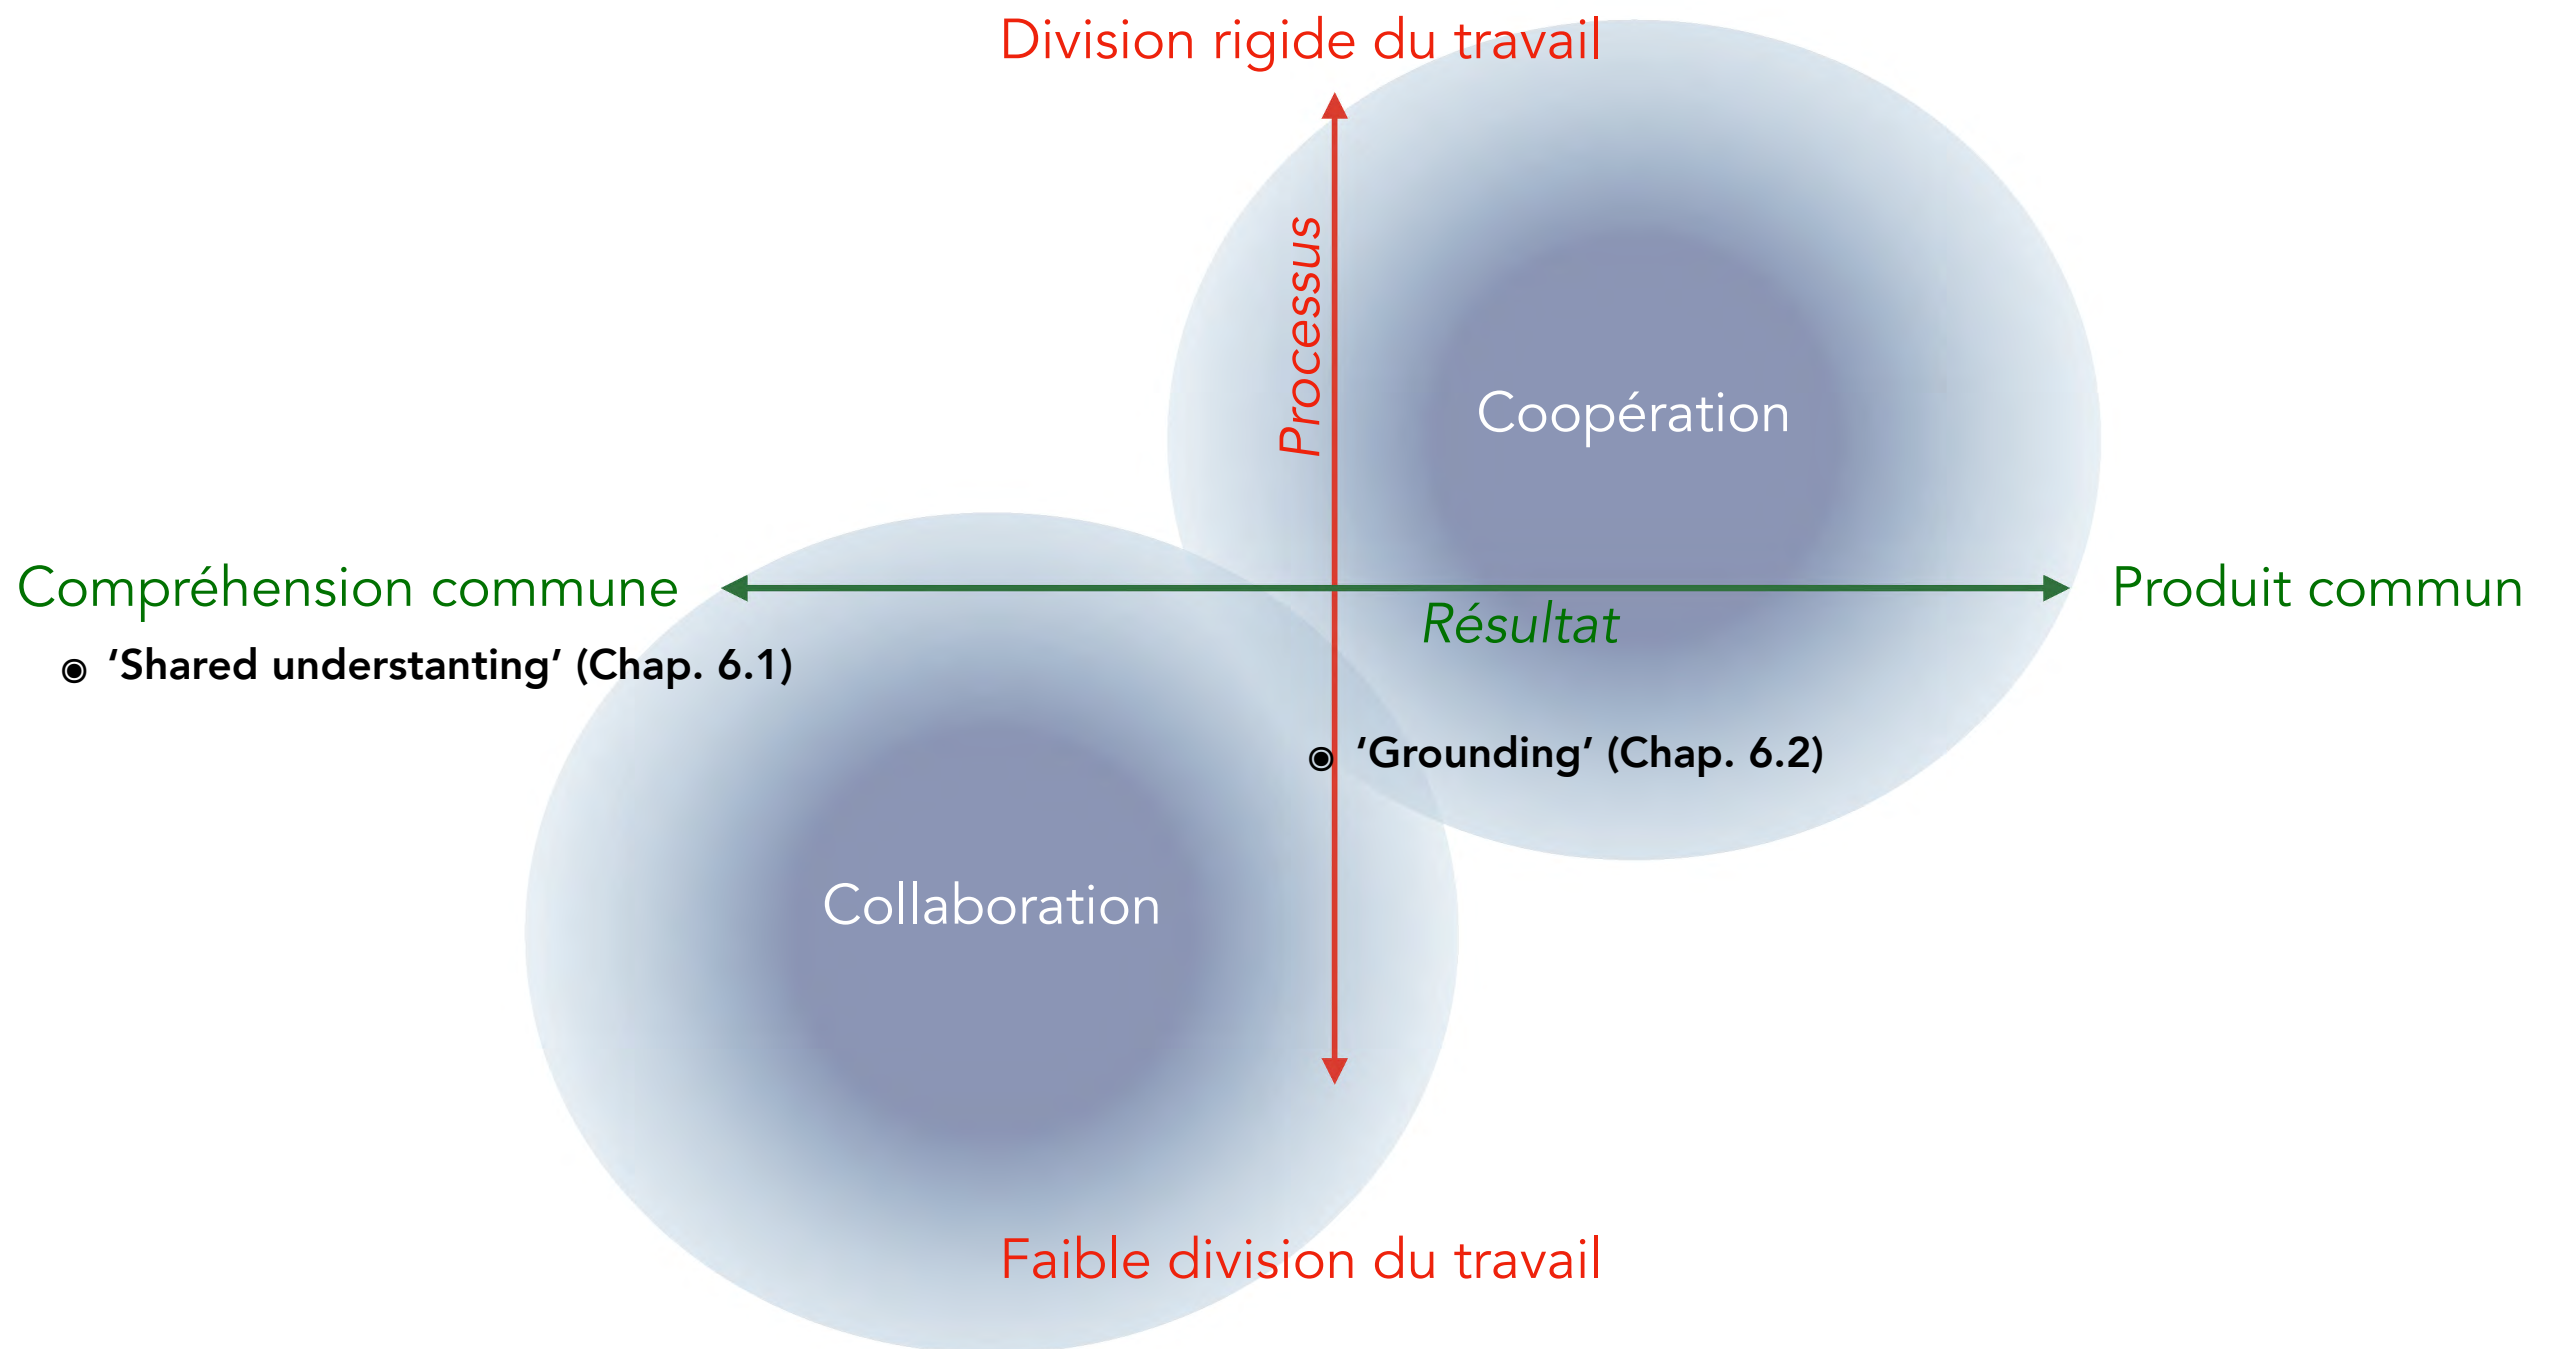 Division rigide du travail
Processus
Coopération
Compréhension commune
Produit commun
Résultat
◉ ‘Shared understanting’ (Chap. 6.1)
◉ ‘Grounding’ (Chap. 6.2)
Collaboration
Faible division du travail